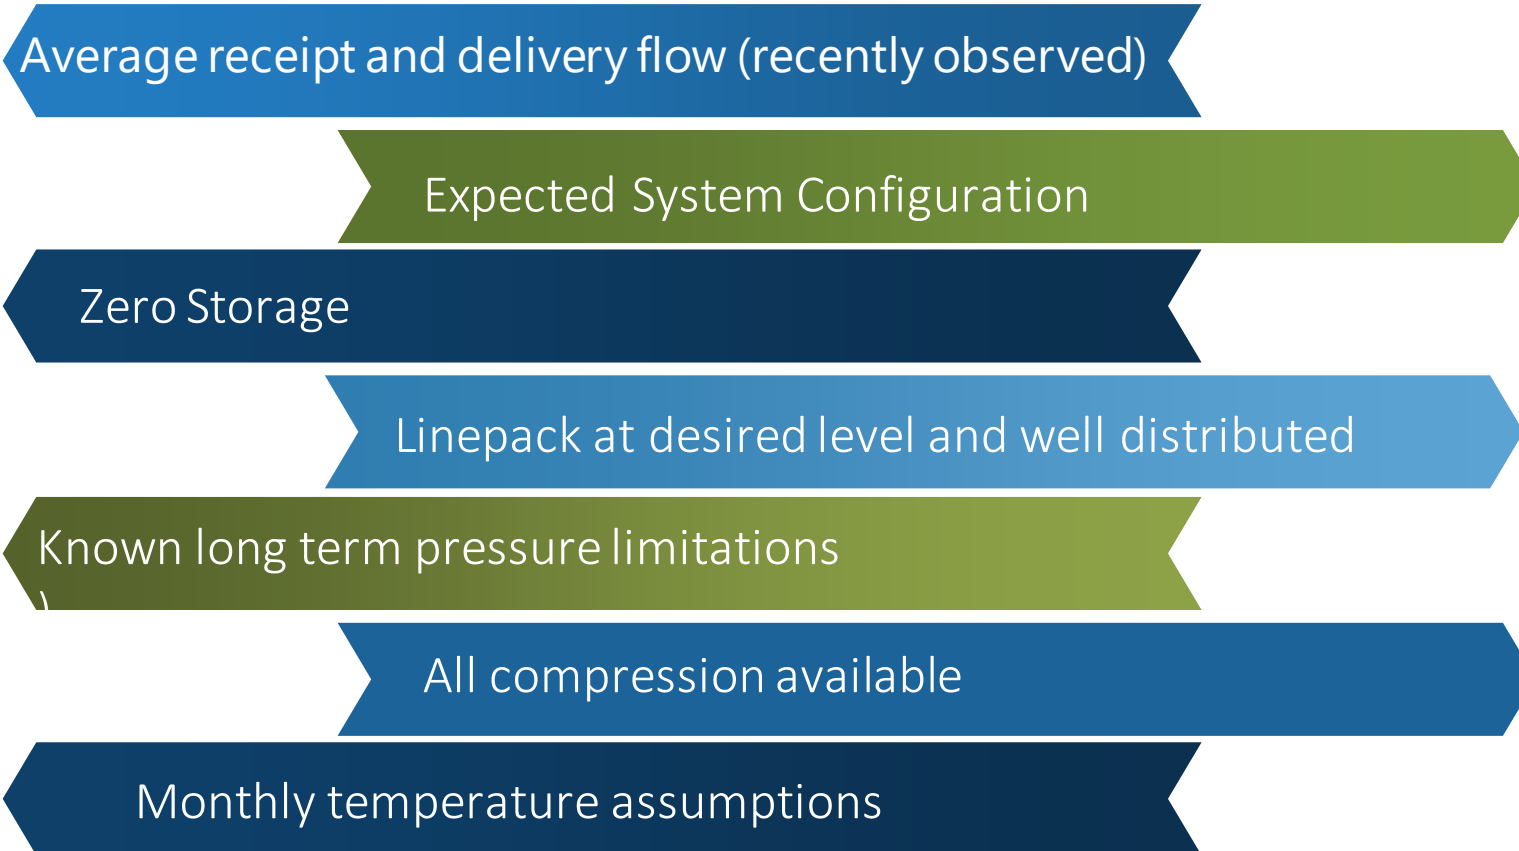 Average receipt and delivery flow (recently observed)
Expected System Configuration
Zero Storage
Linepack at desired level and well distributed
Known long term pressure limitations
)
All compression available
Monthly temperature assumptions